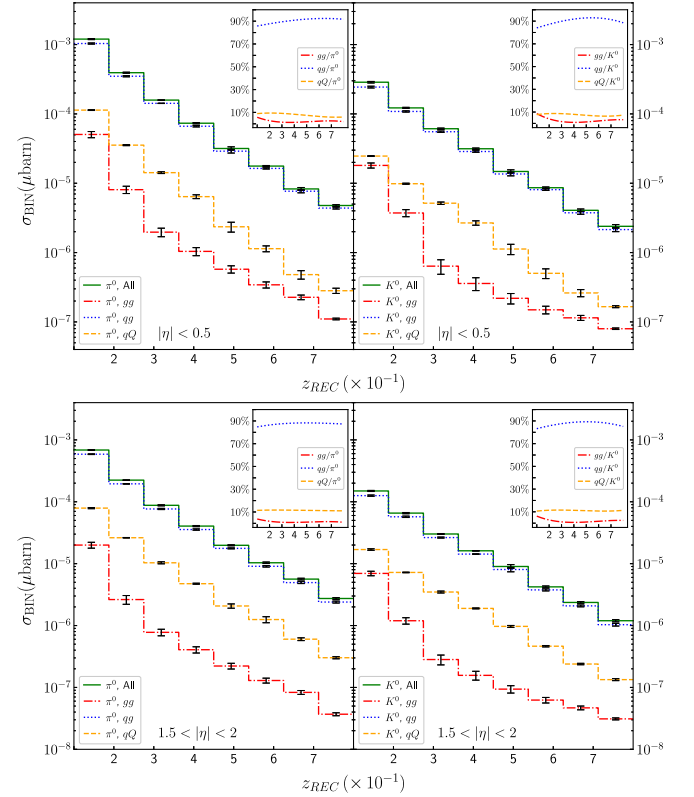 90% 90%
70% 70%
50% 50%
30% 30%
10% 10%
2 3 4 5 6 7 2 3 4 5 6 7
gg/π⁰ gg/K⁰
qg/π⁰ qg/K⁰
qQ/π⁰ qQ/K⁰
10⁻³ 10⁻³
10⁻⁴ 10⁻⁴
10⁻⁵ 10⁻⁵
10⁻⁶ 10⁻⁶
10⁻⁷ 10⁻⁷
σ_BIN(μbarn)
π⁰, All K⁰, All
π⁰, gg K⁰, gg
π⁰, qg K⁰, qg
π⁰, qQ K⁰, qQ
|η| < 0.5 |η| < 0.5
2 3 4 5 6 7 2 3 4 5 6 7
z_REC (× 10⁻¹) z_REC (× 10⁻¹)
90% 90%
70% 70%
50% 50%
30% 30%
10% 10%
2 3 4 5 6 7 2 3 4 5 6 7
gg/π⁰ gg/K⁰
qg/π⁰ qg/K⁰
qQ/π⁰ qQ/K⁰
10⁻³ 10⁻³
10⁻⁴ 10⁻⁴
10⁻⁵ 10⁻⁵
10⁻⁶ 10⁻⁶
10⁻⁷ 10⁻⁷
10⁻⁸ 10⁻⁸
σ_BIN(μbarn)
π⁰, All K⁰, All
π⁰, gg K⁰, gg
π⁰, qg K⁰, qg
π⁰, qQ K⁰, qQ
1.5 < |η| < 2 1.5 < |η| < 2
2 3 4 5 6 7 2 3 4 5 6 7
z_REC (× 10⁻¹) z_REC (× 10⁻¹)